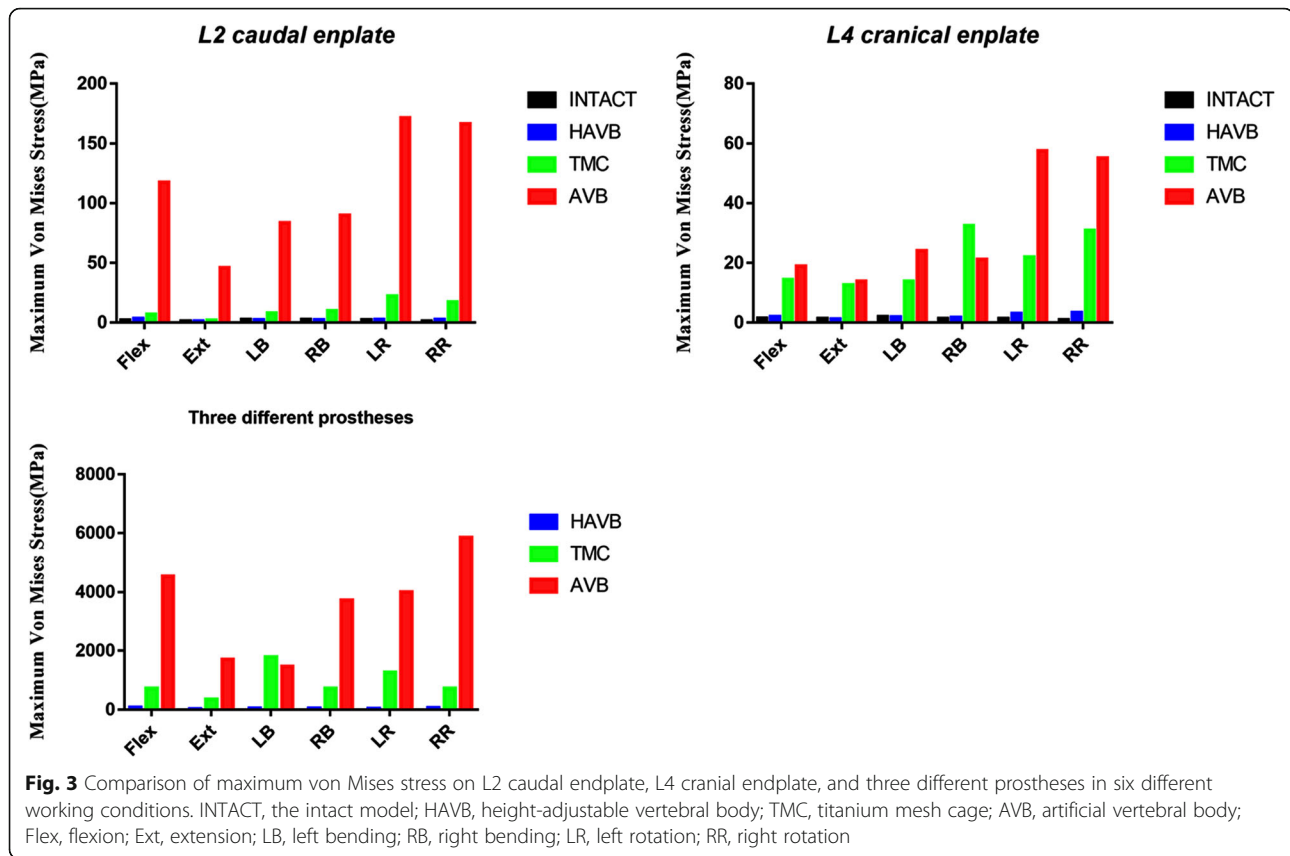 L2 caudal enplate
Maximum Von Mises Stress(MPa)
200
150
100
50
0
Flex
Ext
LB
RB
LR
RR
INTACT
HAVB
TMC
AVB
L4 cranical enplate
Maximum Von Mises Stress(MPa)
80
60
40
20
0
Flex
Ext
LB
RB
LR
RR
INTACT
HAVB
TMC
AVB
Three different prostheses
Maximum Von Mises Stress(MPa)
8000
6000
4000
2000
0
Flex
Ext
LB
RB
LR
RR
HAVB
TMC
AVB
Fig. 3 Comparison of maximum von Mises stress on L2 caudal endplate, L4 cranial endplate, and three different prostheses in six different
working conditions. INTACT, the intact model; HAVB, height-adjustable vertebral body; TMC, titanium mesh cage; AVB, artificial vertebral body;
Flex, flexion; Ext, extension; LB, left bending; RB, right bending; LR, left rotation; RR, right rotation